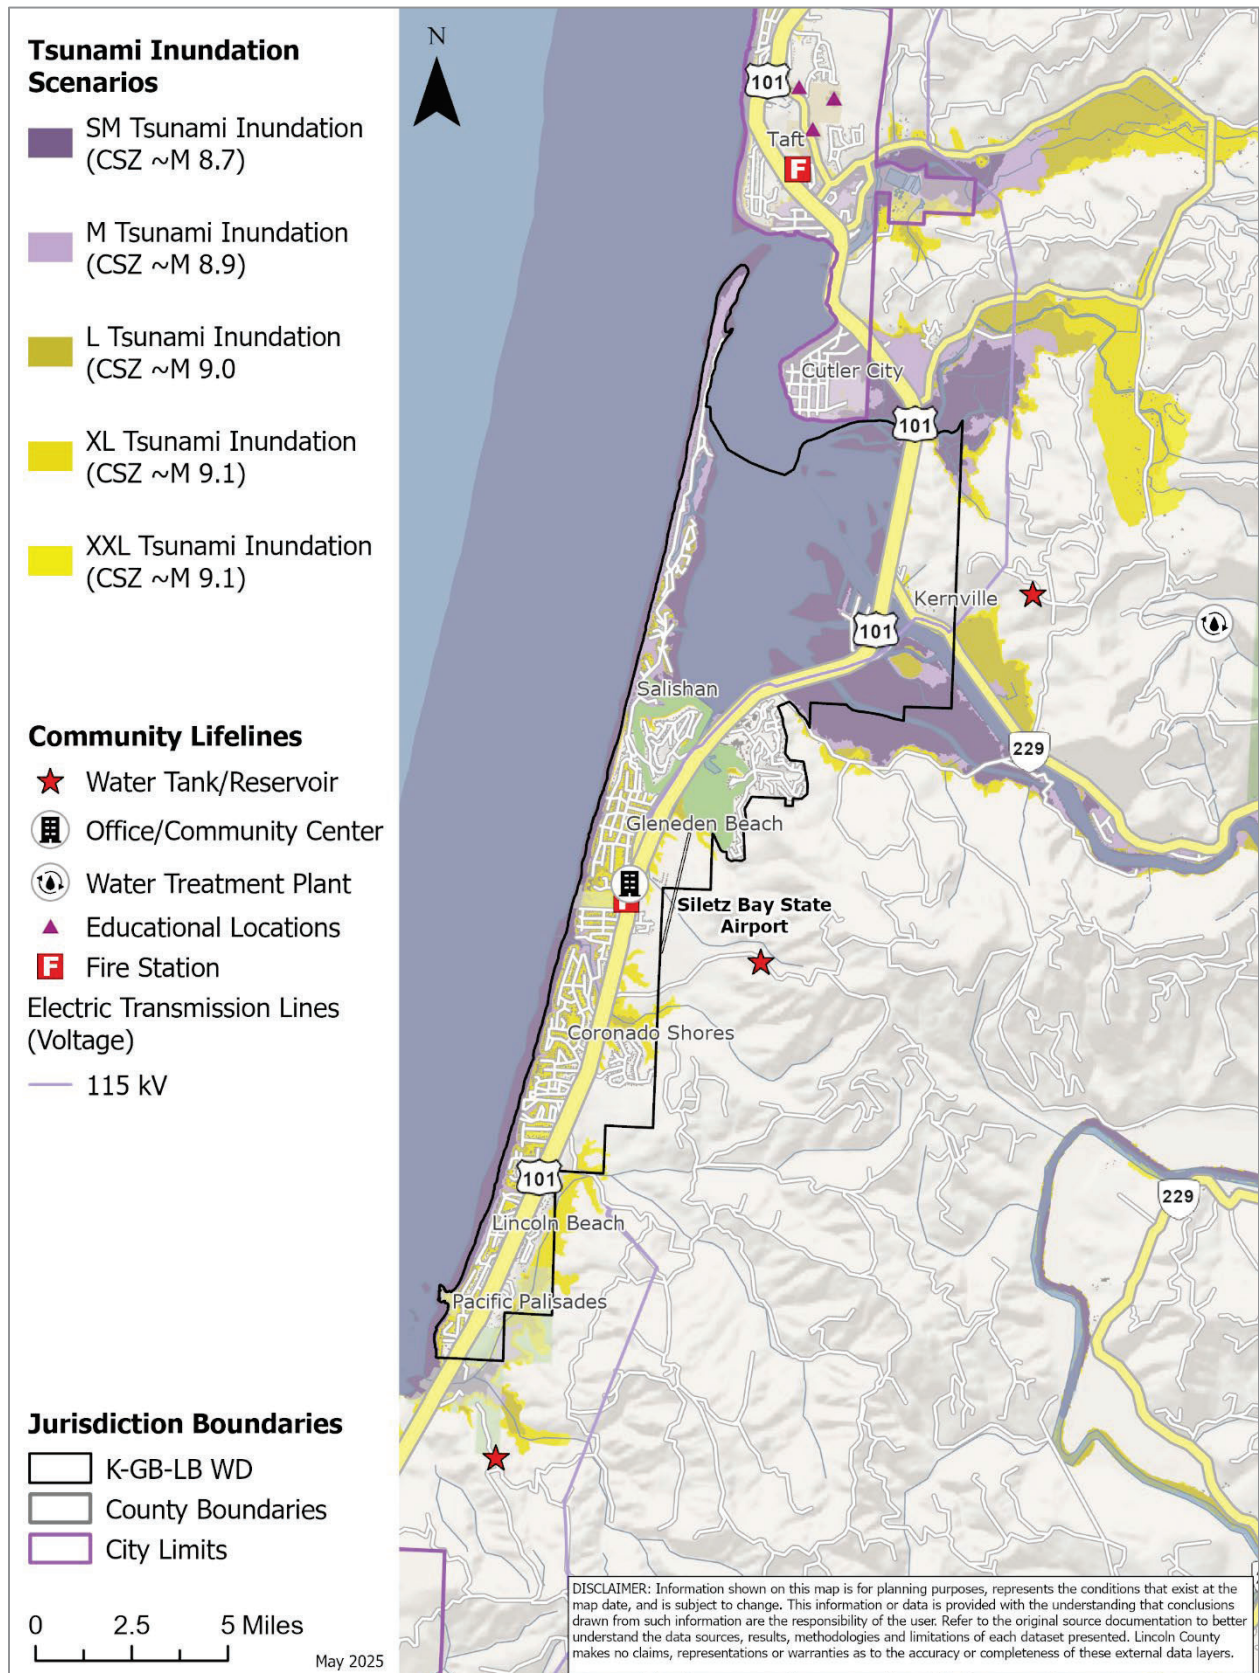 Tsunami Inundation
Scenarios
SM Tsunami Inundation
(CSZ ~M 8.7)
M Tsunami Inundation
(CSZ ~M 8.9)
L Tsunami Inundation
(CSZ ~M 9.0
XL Tsunami Inundation
(CSZ ~M 9.1)
XXL Tsunami Inundation
(CSZ ~M 9.1)
Community Lifelines
Water Tank/Reservoir
Office/Community Center
Water Treatment Plant
Educational Locations
F Fire Station
Electric Transmission Lines
(Voltage)
115 kV
Jurisdiction Boundaries
K-GB-LB WD
County Boundaries
City Limits
0 2.5 5 Miles
May 2025
N
101
Taft
F
Cutler City
101
Kernville
101
Salishan
229
Gleneden Beach
F
Siletz Bay State
Airport
Coronado Shores
101
229
Lincoln Beach
Pacific Palisades
DISCLAIMER: Information shown on this map is for planning purposes, represents the conditions that exist at the
map date, and is subject to change. This information or data is provided with the understanding that conclusions
drawn from such information are the responsibility of the user. Refer to the original source documentation to better
understand the data sources, results, methodologies and limitations of each dataset presented. Lincoln County
makes no claims, representations or warranties as to the accuracy or completeness of these external data layers.